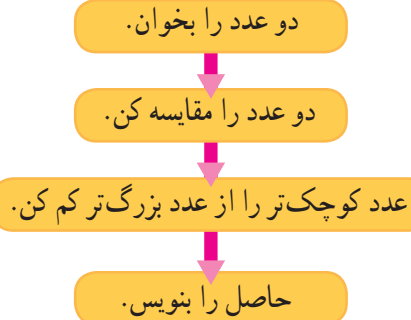 دو عدد را بخوان.
دو عدد را مقایسه کن.
عدد کوچک‌تر را از عدد بزرگ‌تر کم کن.
حاصل را بنویس.